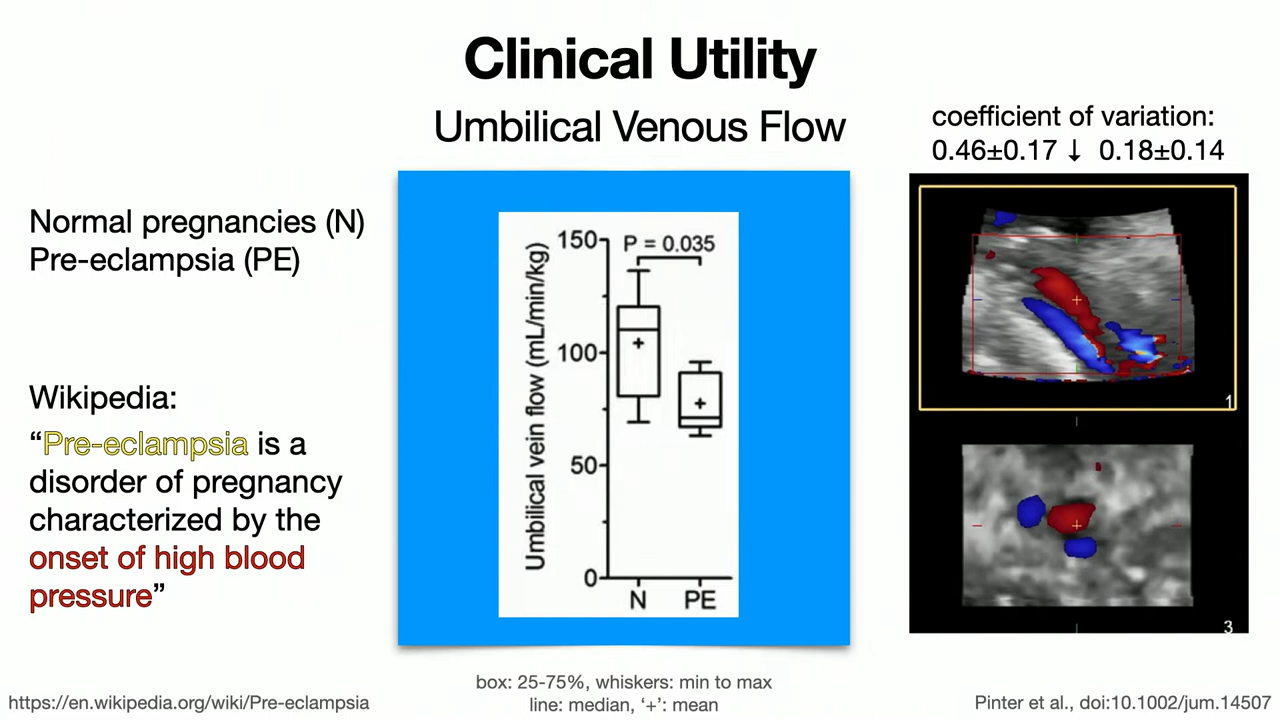 Clinical Utility
Umbilical Venous Flow
coefficient of variation:
0.46±0.17 ↓ 0.18±0.14
Normal pregnancies (N)
Pre-eclampsia (PE)
Wikipedia:
“Pre-eclampsia is a
disorder of pregnancy
characterized by the
onset of high blood
pressure”
Umbilical vein flow (mL/min/kg)
150
100
50
0
P = 0.035
N PE
1
3
box: 25-75%, whiskers: min to max
line: median, ‘+’: mean
https://en.wikipedia.org/wiki/Pre-eclampsia
Pinter et al., doi:10.1002/jum.14507